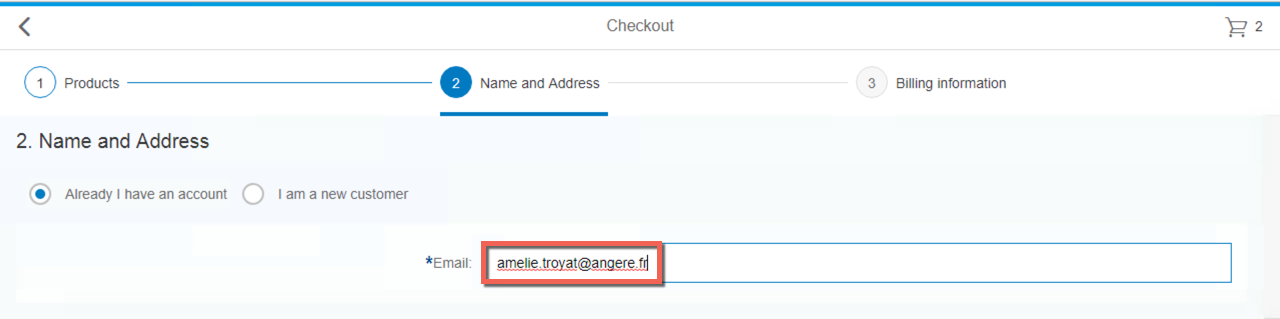 Checkout
2
1 Products
2 Name and Address
3 Billing information
2. Name and Address
Already I have an account
I am a new customer
*Email: amelie.troyat@angere.fr